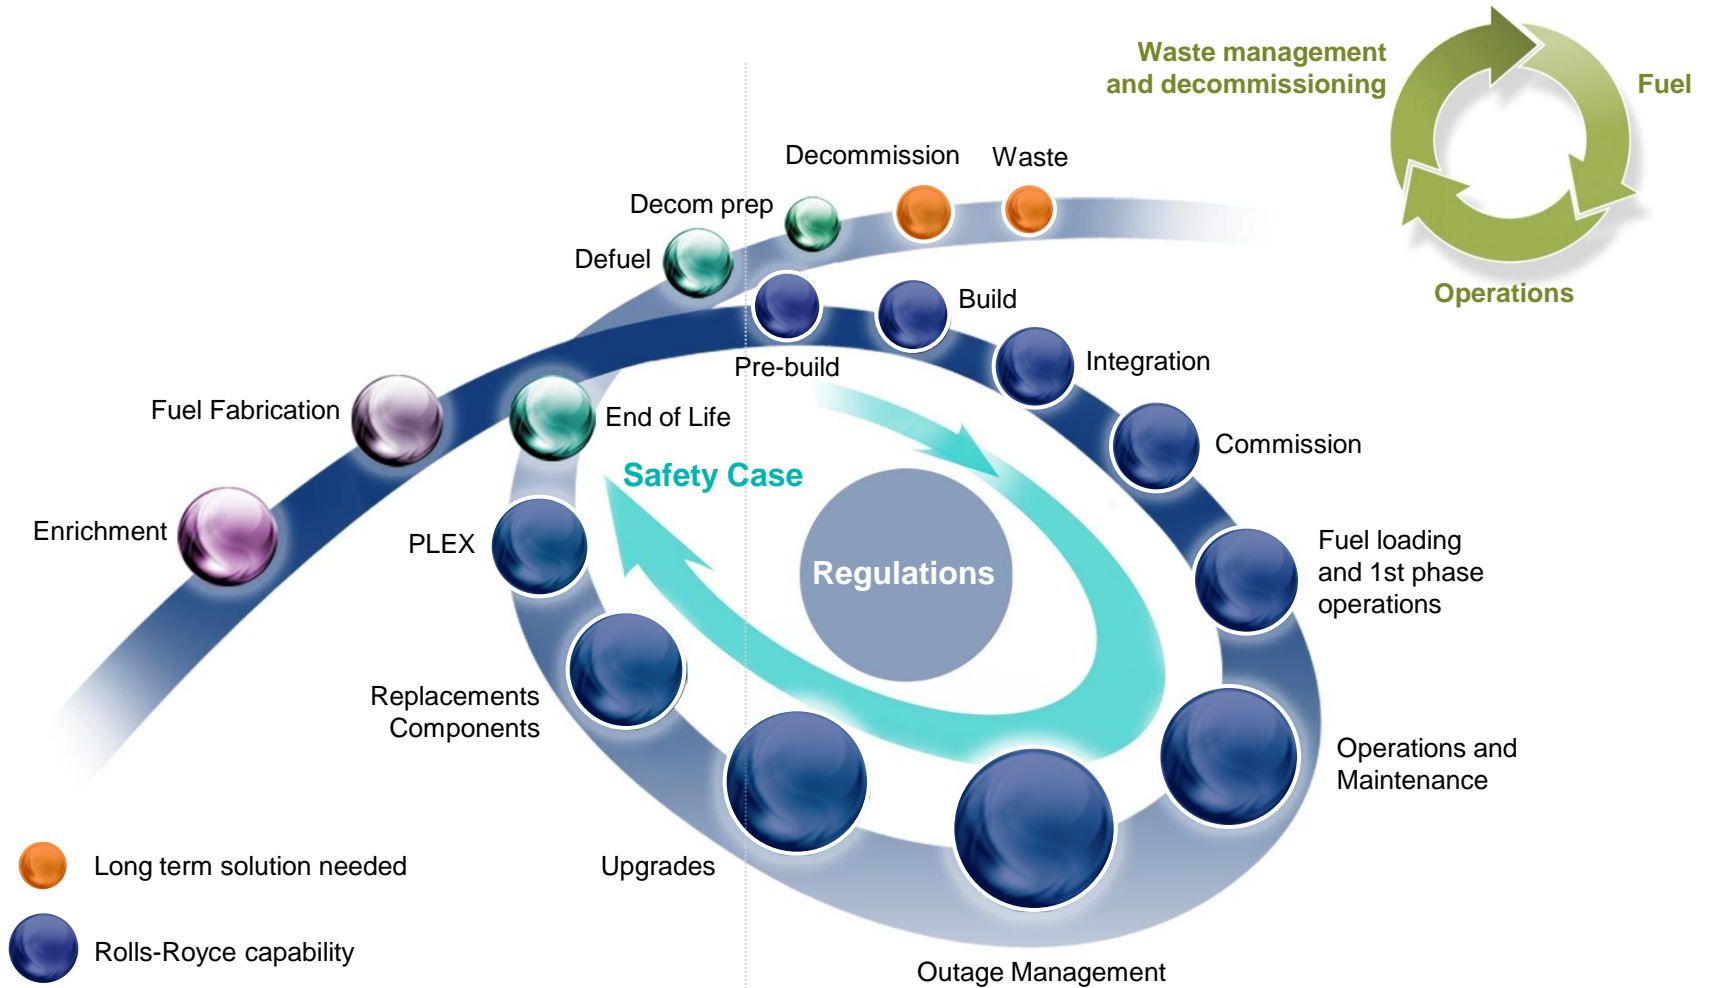 Waste management
and decommissioning
Fuel
Operations
Decommission
Waste
Decom prep
Defuel
Build
Pre-build
Integration
Fuel Fabrication
End of Life
Commission
Safety Case
Enrichment
PLEX
Regulations
Fuel loading
and 1st phase
operations
Replacements
Components
Operations and
Maintenance
Upgrades
Long term solution needed
Rolls-Royce capability
Outage Management